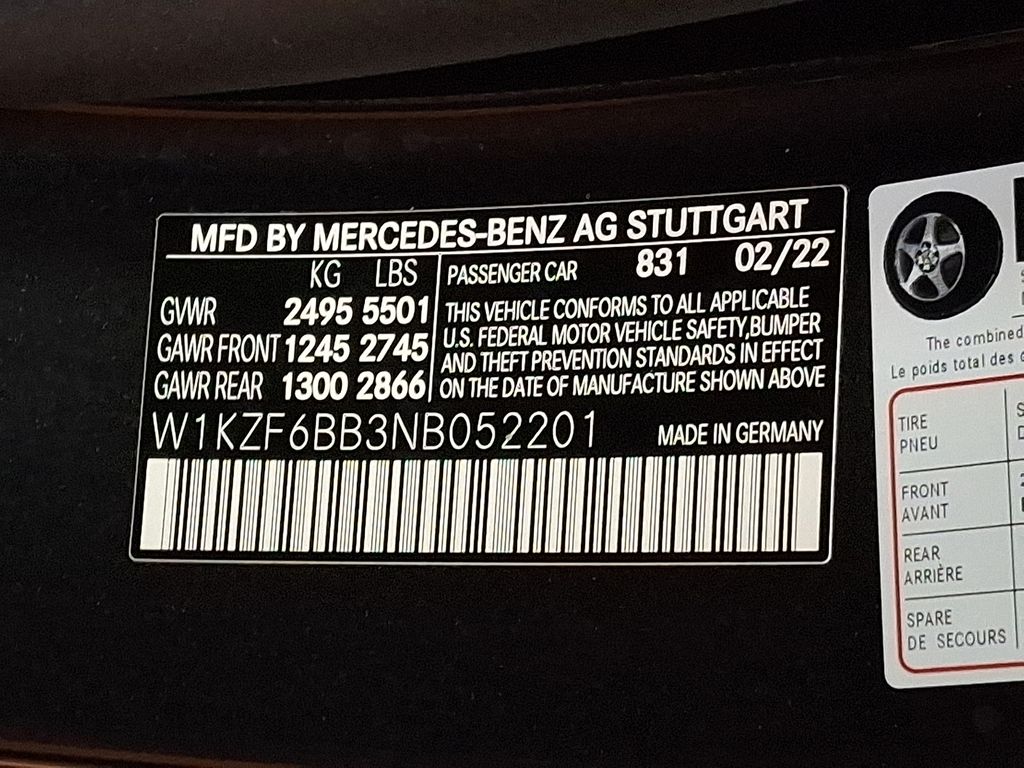 MFD BY MERCEDES-BENZ AG STUTTGART
KG LBS
GVWR 2495 5501
GAWR FRONT 1245 2745
GAWR REAR 1300 2866
PASSENGER CAR 831 02/22
THIS VEHICLE CONFORMS TO ALL APPLICABLE
U.S. FEDERAL MOTOR VEHICLE SAFETY,BUMPER
AND THEFT PREVENTION STANDARDS IN EFFECT
ON THE DATE OF MANUFACTURE SHOWN ABOVE
W1KZF6BB3NB052201 MADE IN GERMANY
The combined
Le poids total des
TIRE
PNEU
FRONT
AVANT
REAR
ARRIÈRE
SPARE
DE SECOURS